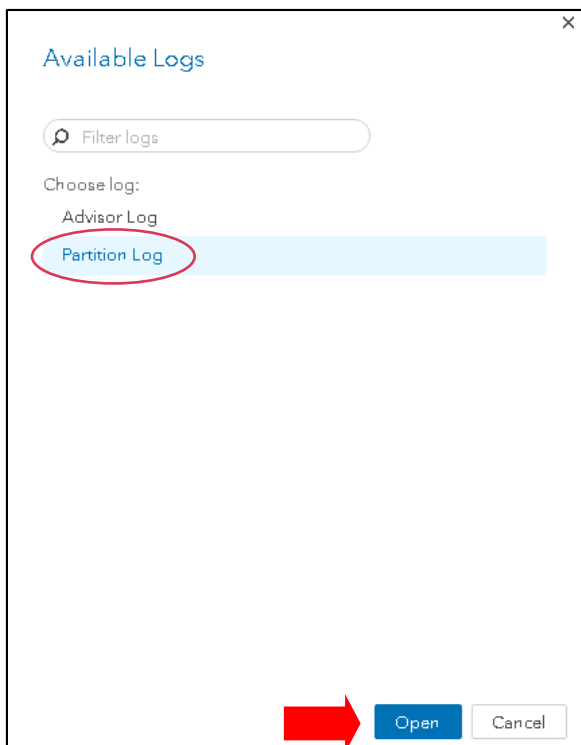 Available Logs
Filter logs
Choose log:
Advisor Log
Partition Log
Open
Cancel